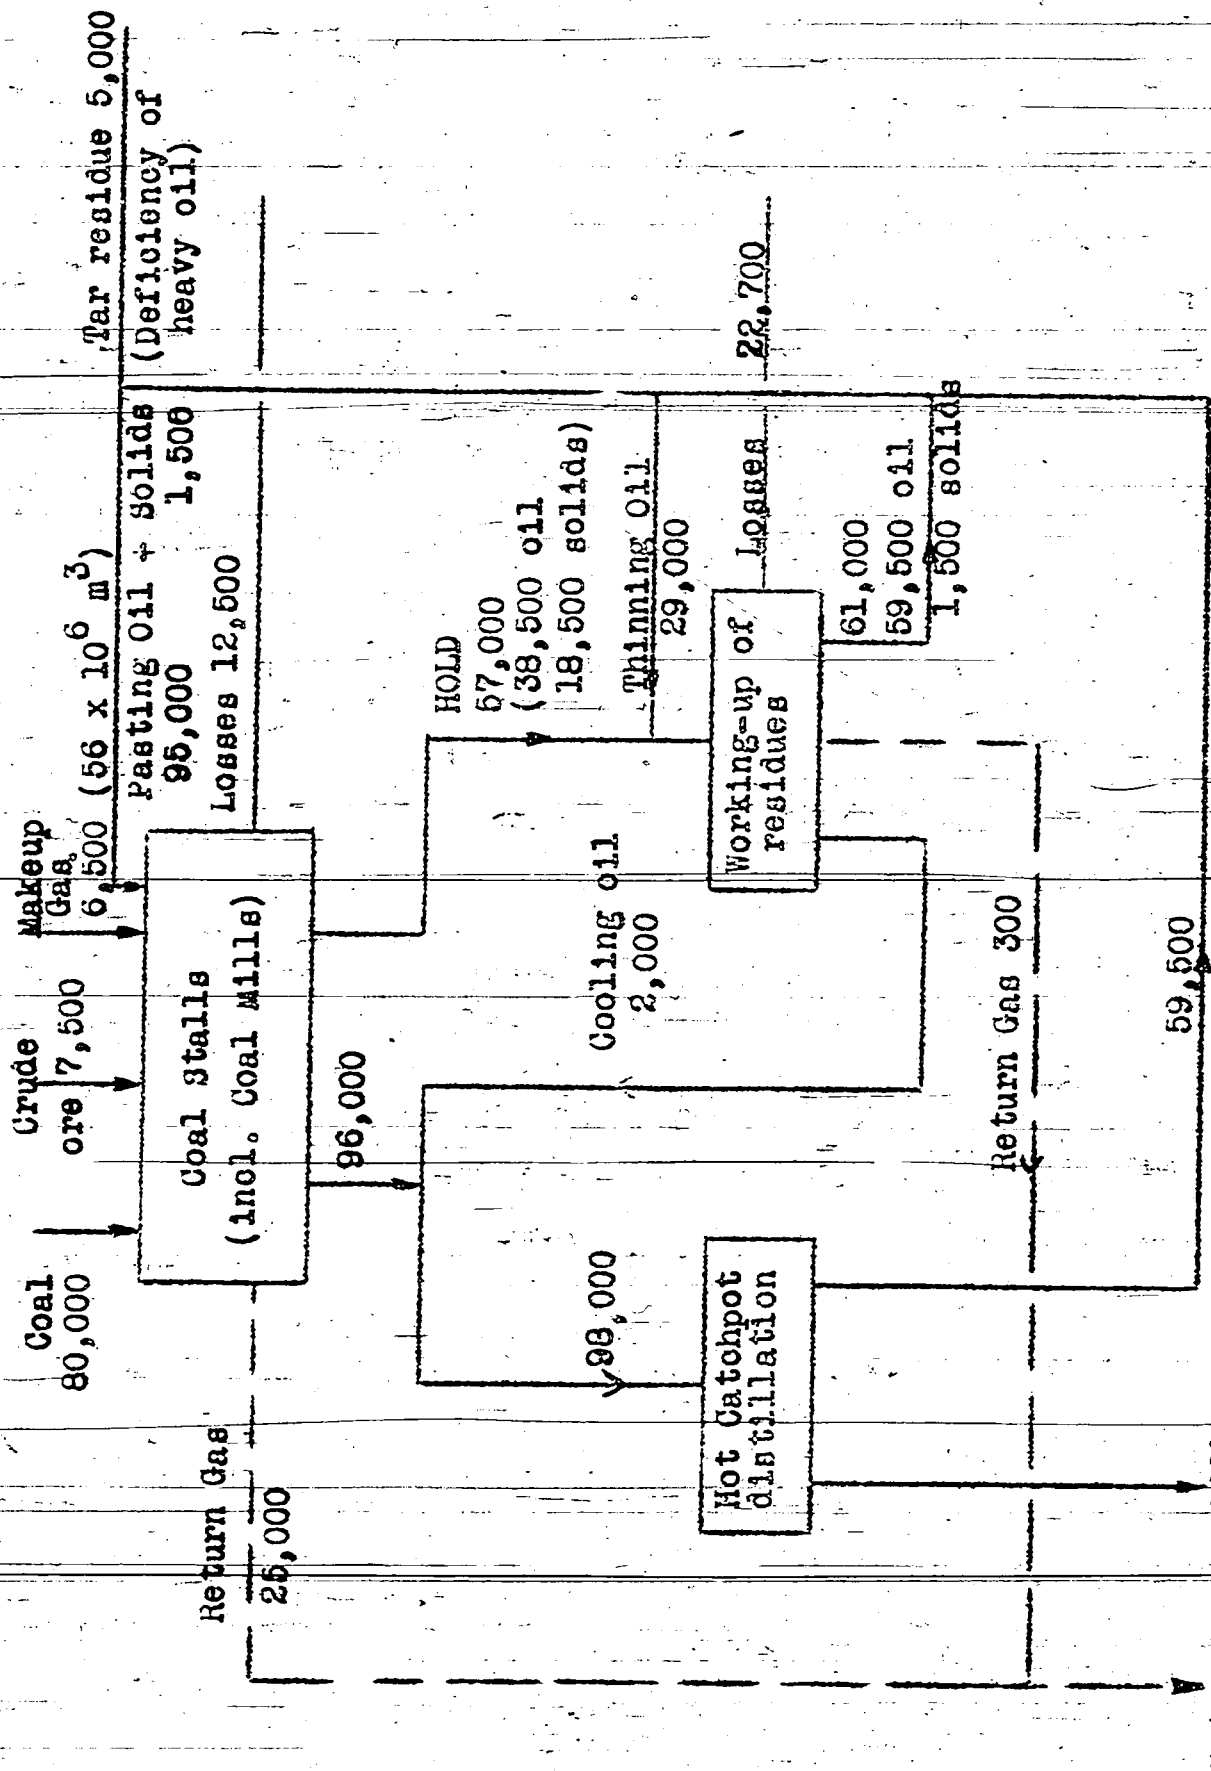 Coal
80,000
Crude
ore 7,500
Makeup
Gas.
6,500 (56 x 10⁶ m³)
Tar residue 5,000
(Deficiency of
heavy oil)
Pasting Oil + Solids
95,000 1,500
Losses 12,500
Coal Stalls
(incl. Coal Mills)
Return Gas
25,000
96,000
HOLD
57,000
(38,500 oil
18,500 solids)
Thinning oil
29,000
Cooling oil
2,000
98,000
Hot Catchpot
distillation
Working-up of
residues
Losses 22,700
61,000
59,500 oil
1,500 solids
Return Gas 300
59,500